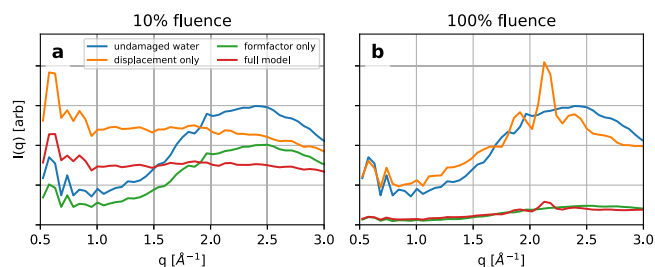 10% fluence
100% fluence
a
undamaged water
displacement only
formfactor only
full model
b
I(q) [arb]
0.5 1.0 1.5 2.0 2.5 3.0
0.5 1.0 1.5 2.0 2.5 3.0
q [Å⁻¹]
q [Å⁻¹]